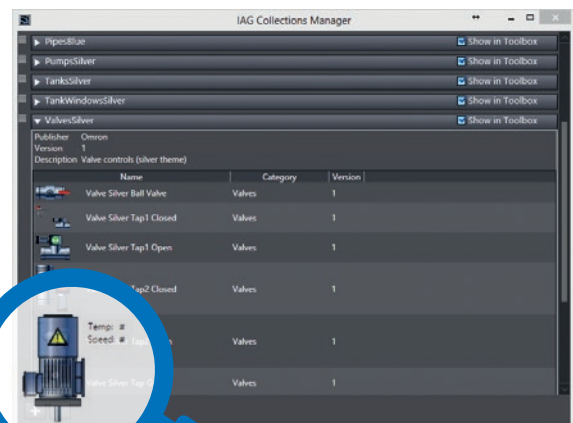 IAG Collections Manager
PipesBlue Show in Toolbox
PumpsSilver Show in Toolbox
TanksSilver Show in Toolbox
TankWindowsSilver Show in Toolbox
ValvesSilver Show in Toolbox
Publisher Omron
Version 1
Description Valve controls (silver theme)
Name Category Version
Valve Silver Ball Valve Valves 1
Valve Silver Tap1 Closed Valves 1
Valve Silver Tap1 Open Valves 1
Tap2 Closed Valves 1
Temp: #
Speed: #
Valves 1
Valve Silver Tap Valves 1